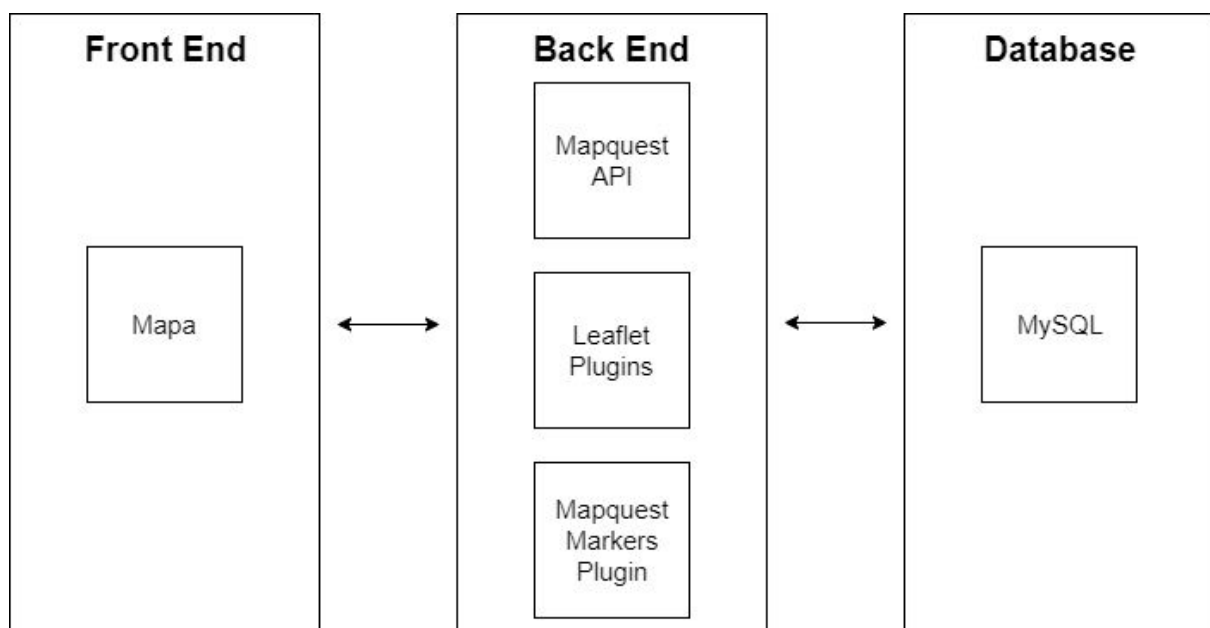 Front End
Mapa
Back End
Mapquest
API
Leaflet
Plugins
Mapquest
Markers
Plugin
Database
MySQL